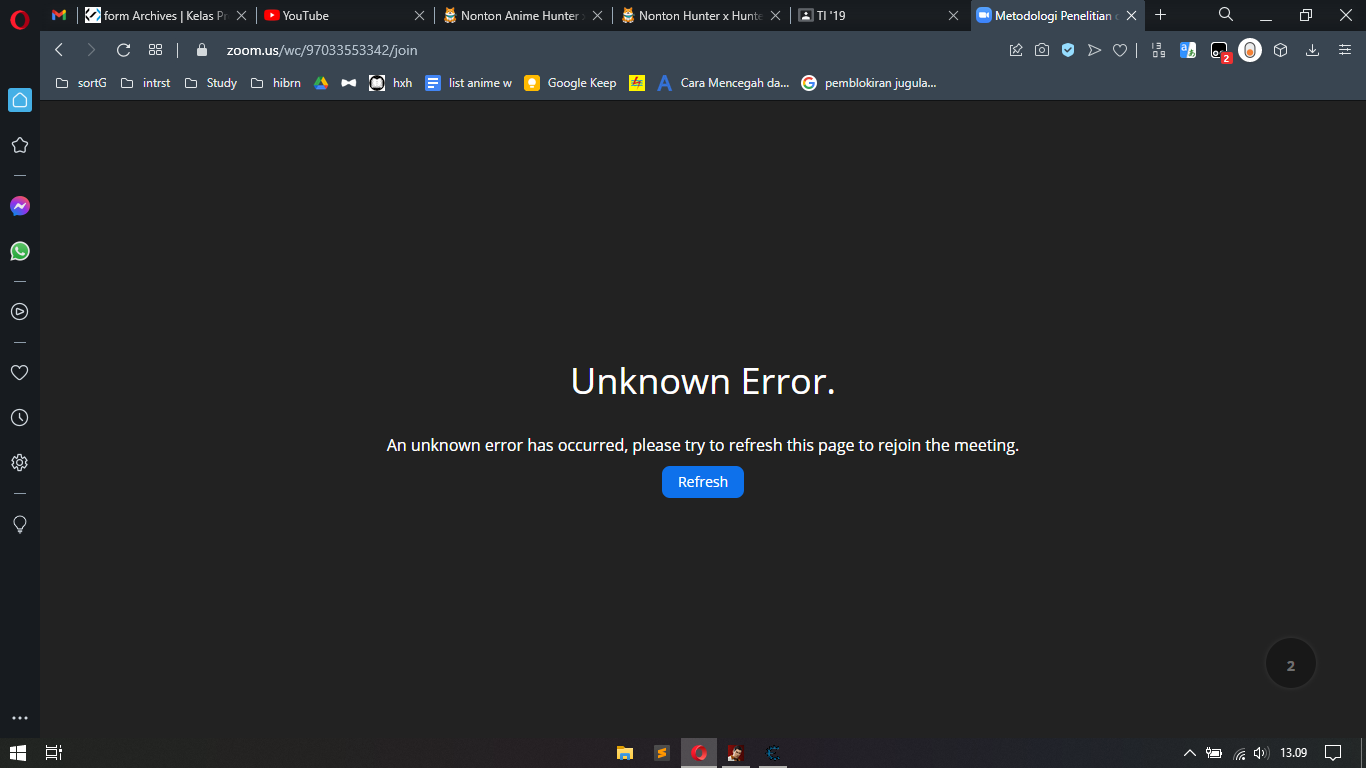 form Archives | Kelas Pr
YouTube
Nonton Anime Hunter
Nonton Hunter x Hunte
TI '19
Metodologi Penelitian
zoom.us/wc/97033553342/join
2
sortG
intrst
Study
hibrn
hxh
list anime w
Google Keep
Cara Mencegah da...
pemblokiran jugula...
Unknown Error.
An unknown error has occurred, please try to refresh this page to rejoin the meeting.
Refresh
2
13.09